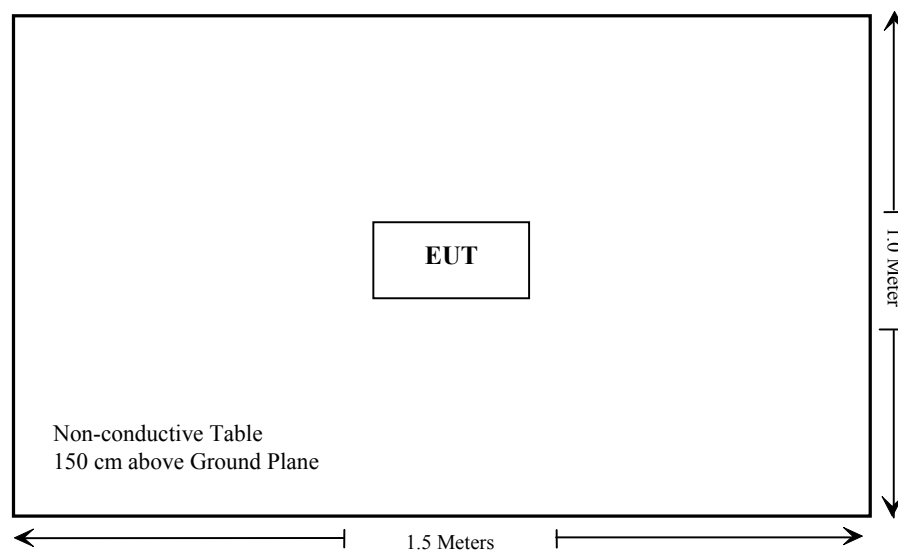 EUT
1.0 Meter
Non-conductive Table
150 cm above Ground Plane
1.5 Meters